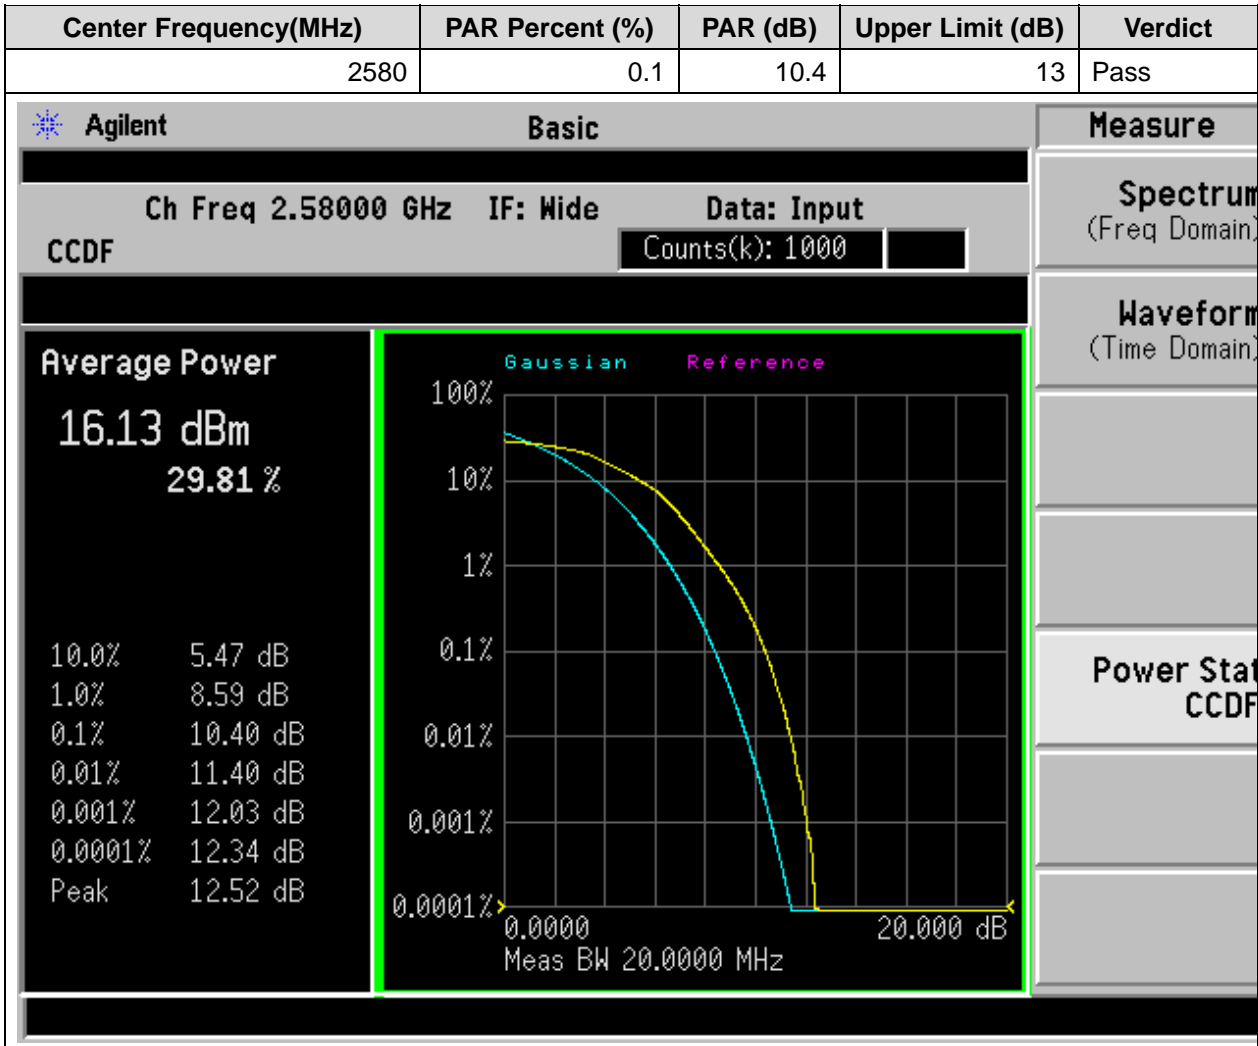 Center Frequency(MHz) PAR Percent (%) PAR (dB) Upper Limit (dB) Verdict
2580 0.1 10.4 13 Pass
Agilent Basic Measure
Ch Freq 2.58000 GHz IF: Wide Data: Input
CCDF Counts(k): 1000
Spectrum
(Freq Domain)
Waveform
(Time Domain)
Power Stat
CCDF
Average Power
16.13 dBm
29.81 %
10.0% 5.47 dB
1.0% 8.59 dB
0.1% 10.40 dB
0.01% 11.40 dB
0.001% 12.03 dB
0.0001% 12.34 dB
Peak 12.52 dB
Gaussian Reference
100%
10%
1%
0.1%
0.01%
0.001%
0.0001%
0.0000 20.000 dB
Meas BW 20.0000 MHz